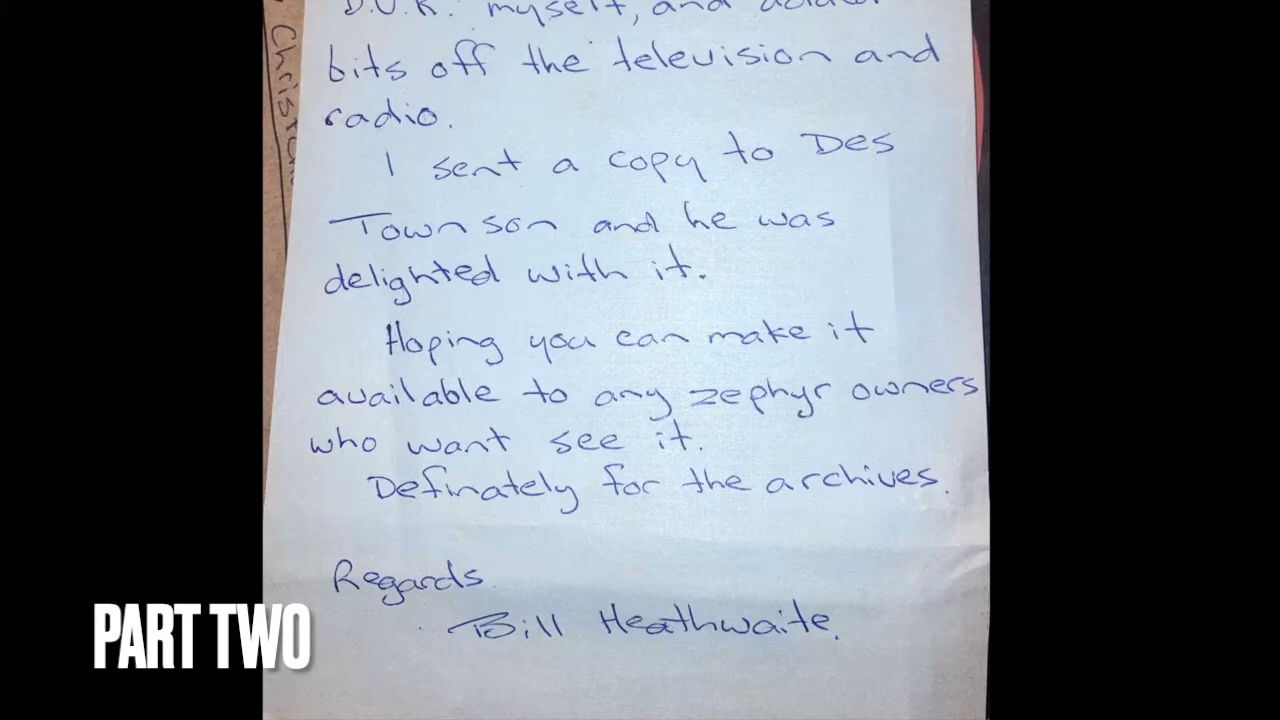 myself, and
bits off the television and
radio.
I sent a copy to Des
Townson and he was
delighted with it.
Hoping you can make it
available to any zephyr owners
who want see it.
Definately for the archives.
Regards
Bill Heathwaite.
PART TWO